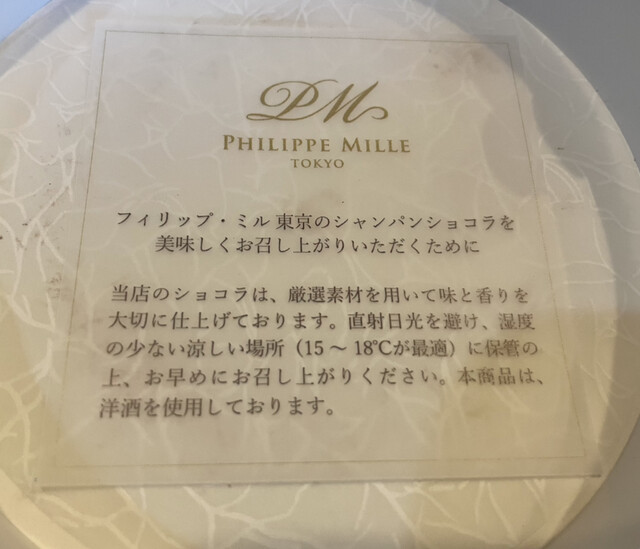 PM
PHILIPPE MILLE
TOKYO
フィリップ・ミル 東京のシャンパンショコラを
美味しくお召し上がりいただくために
当店のショコラは、厳選素材を用いて味と香りを
大切に仕上げております。直射日光を避け、湿度
の少ない涼しい場所（15 〜 18℃が最適）に保管の
上、お早めにお召し上がりください。本商品は、
洋酒を使用しております。